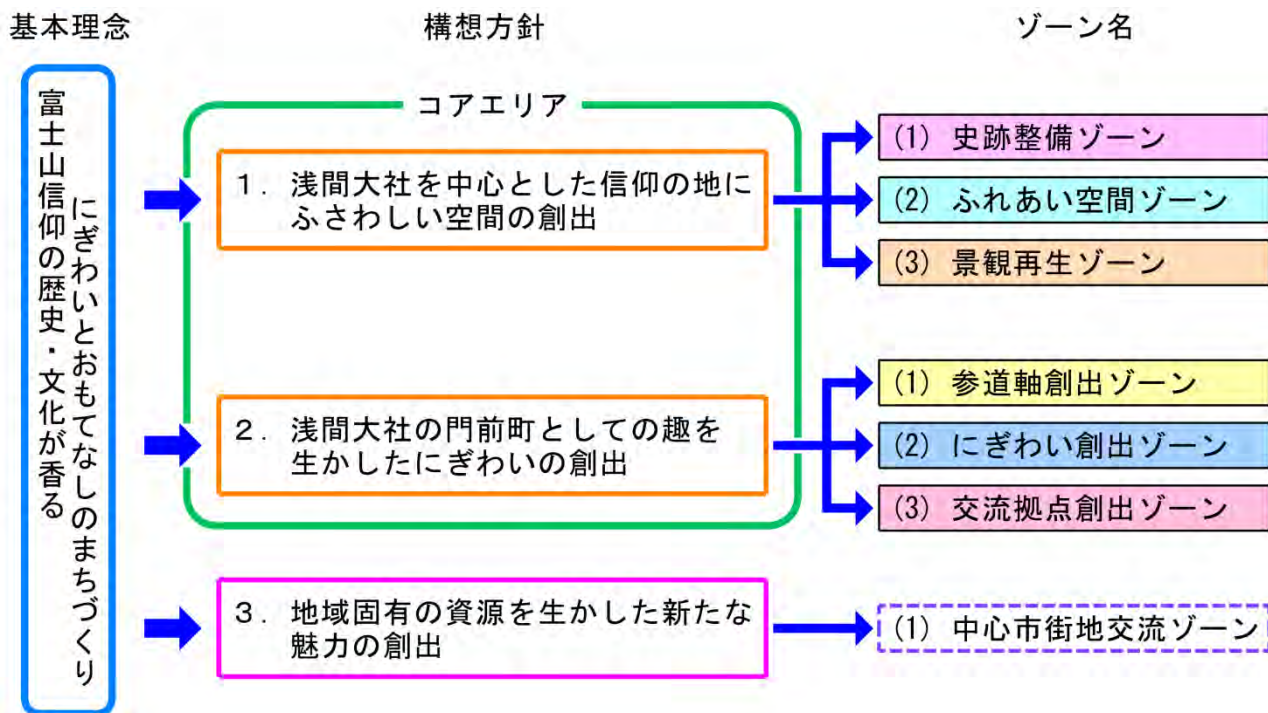 基本理念
構想方針
ゾーン名
富士山信仰の歴史・文化が香る
にぎわいとおもてなしのまちづくり
コアエリア
1. 浅間大社を中心とした信仰の地に
ふさわしい空間の創出
(1) 史跡整備ゾーン
(2) ふれあい空間ゾーン
(3) 景観再生ゾーン
2. 浅間大社の門前町としての趣を
生かしたにぎわいの創出
(1) 参道軸創出ゾーン
(2) にぎわい創出ゾーン
(3) 交流拠点創出ゾーン
3. 地域固有の資源を生かした新たな
魅力の創出
(1) 中心市街地交流ゾーン